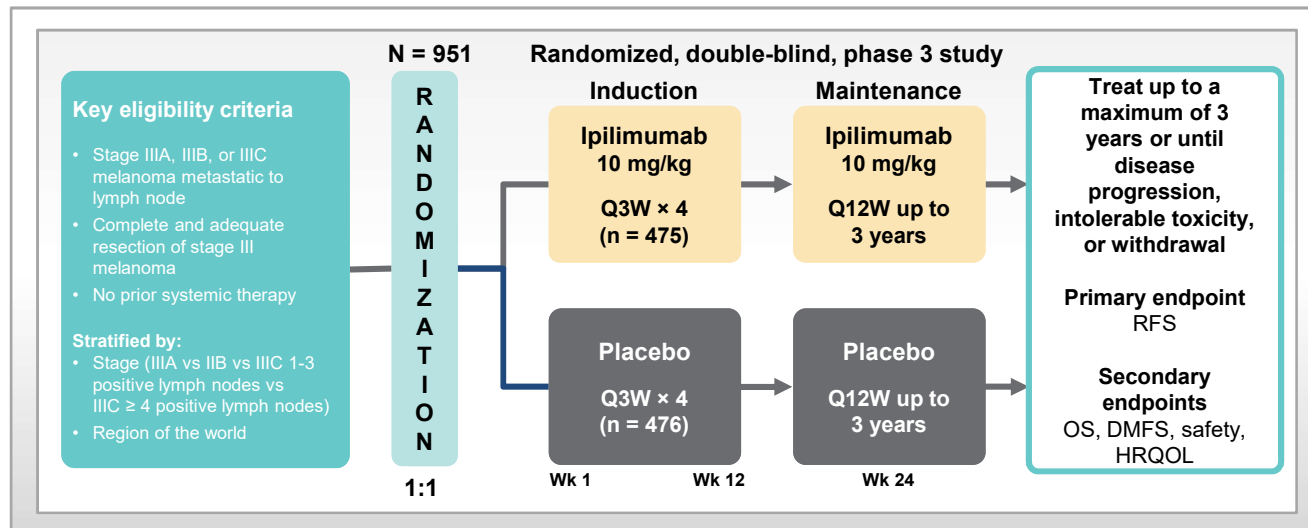 N = 951
Randomized, double-blind, phase 3 study
Key eligibility criteria
• Stage IIIA, IIIB, or IIIC
melanoma metastatic to
lymph node
• Complete and adequate
resection of stage III
melanoma
• No prior systemic therapy
Stratified by:
• Stage (IIIA vs IIB vs IIIC 1-3
positive lymph nodes vs
IIIC ≥ 4 positive lymph nodes)
• Region of the world
R
A
N
D
O
M
I
Z
A
T
I
O
N
1:1
Induction
Ipilimumab
10 mg/kg
Q3W × 4
(n = 475)
Maintenance
Ipilimumab
10 mg/kg
Q12W up to
3 years
Placebo
Q3W × 4
(n = 476)
Placebo
Q12W up to
3 years
Wk 1
Wk 12
Wk 24
Treat up to a
maximum of 3
years or until
disease
progression,
intolerable toxicity,
or withdrawal
Primary endpoint
RFS
Secondary
endpoints
OS, DMFS, safety,
HRQOL